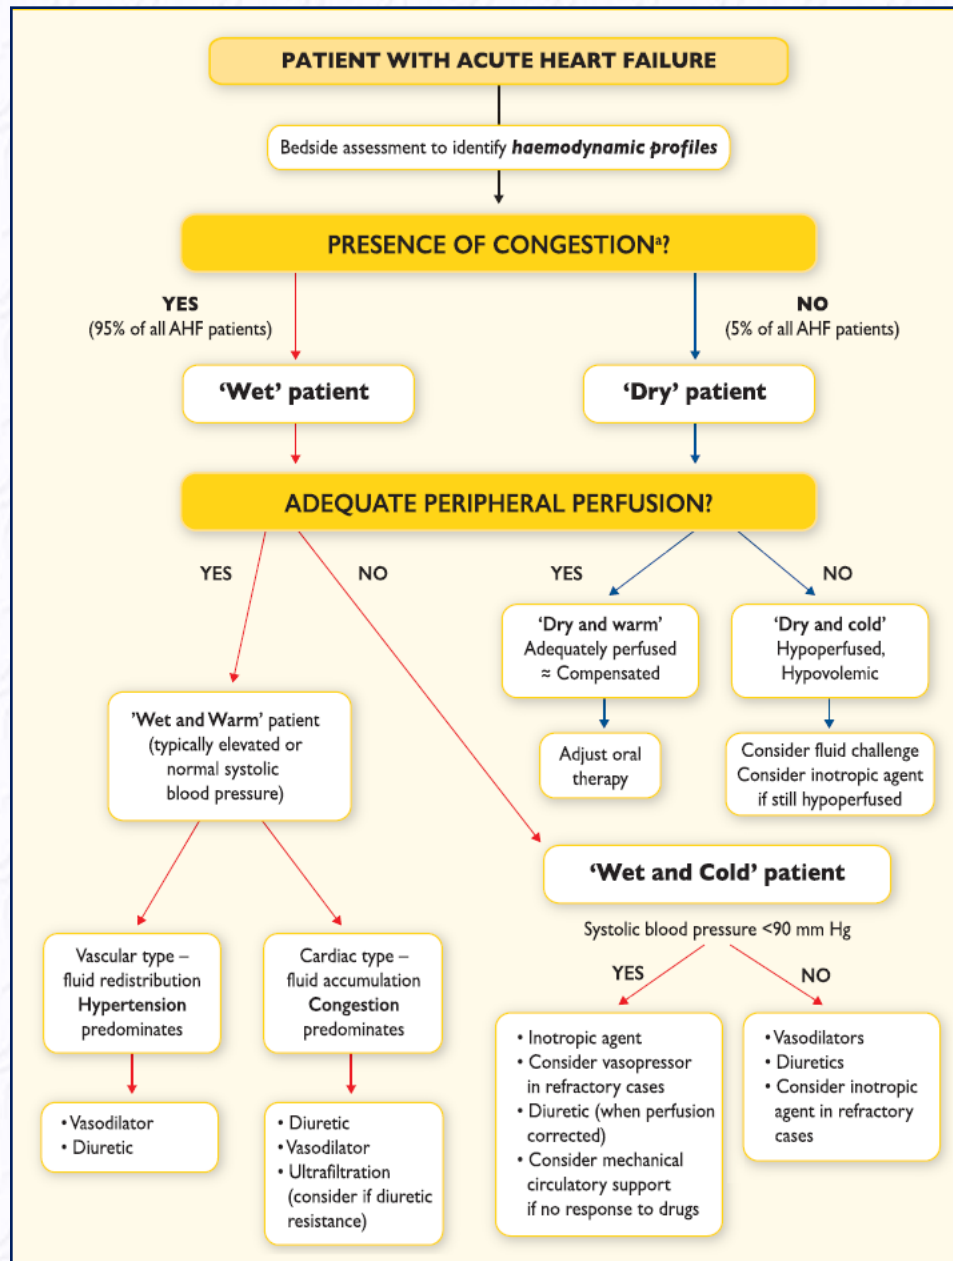 PATIENT WITH ACUTE HEART FAILURE
Bedside assessment to identify haemodynamic profiles
PRESENCE OF CONGESTIONª?
YES
(95% of all AHF patients)
NO
(5% of all AHF patients)
‘Wet’ patient
‘Dry’ patient
ADEQUATE PERIPHERAL PERFUSION?
YES
NO
YES
NO
‘Dry and warm’
Adequately perfused
≈ Compensated
‘Dry and cold’
Hypoperfused,
Hypovolemic
’Wet and Warm’ patient
(typically elevated or
normal systolic
blood pressure)
Adjust oral
therapy
Consider fluid challenge
Consider inotropic agent
if still hypoperfused
‘Wet and Cold’ patient
Systolic blood pressure <90 mm Hg
YES
NO
Vascular type –
fluid redistribution
Hypertension
predominates
Cardiac type –
fluid accumulation
Congestion
predominates
• Vasodilator
• Diuretic
• Diuretic
• Vasodilator
• Ultrafiltration
(consider if diuretic
resistance)
• Inotropic agent
• Consider vasopressor
in refractory cases
• Diuretic (when perfusion
corrected)
• Consider mechanical
circulatory support
if no response to drugs
• Vasodilators
• Diuretics
• Consider inotropic
agent in refractory
cases